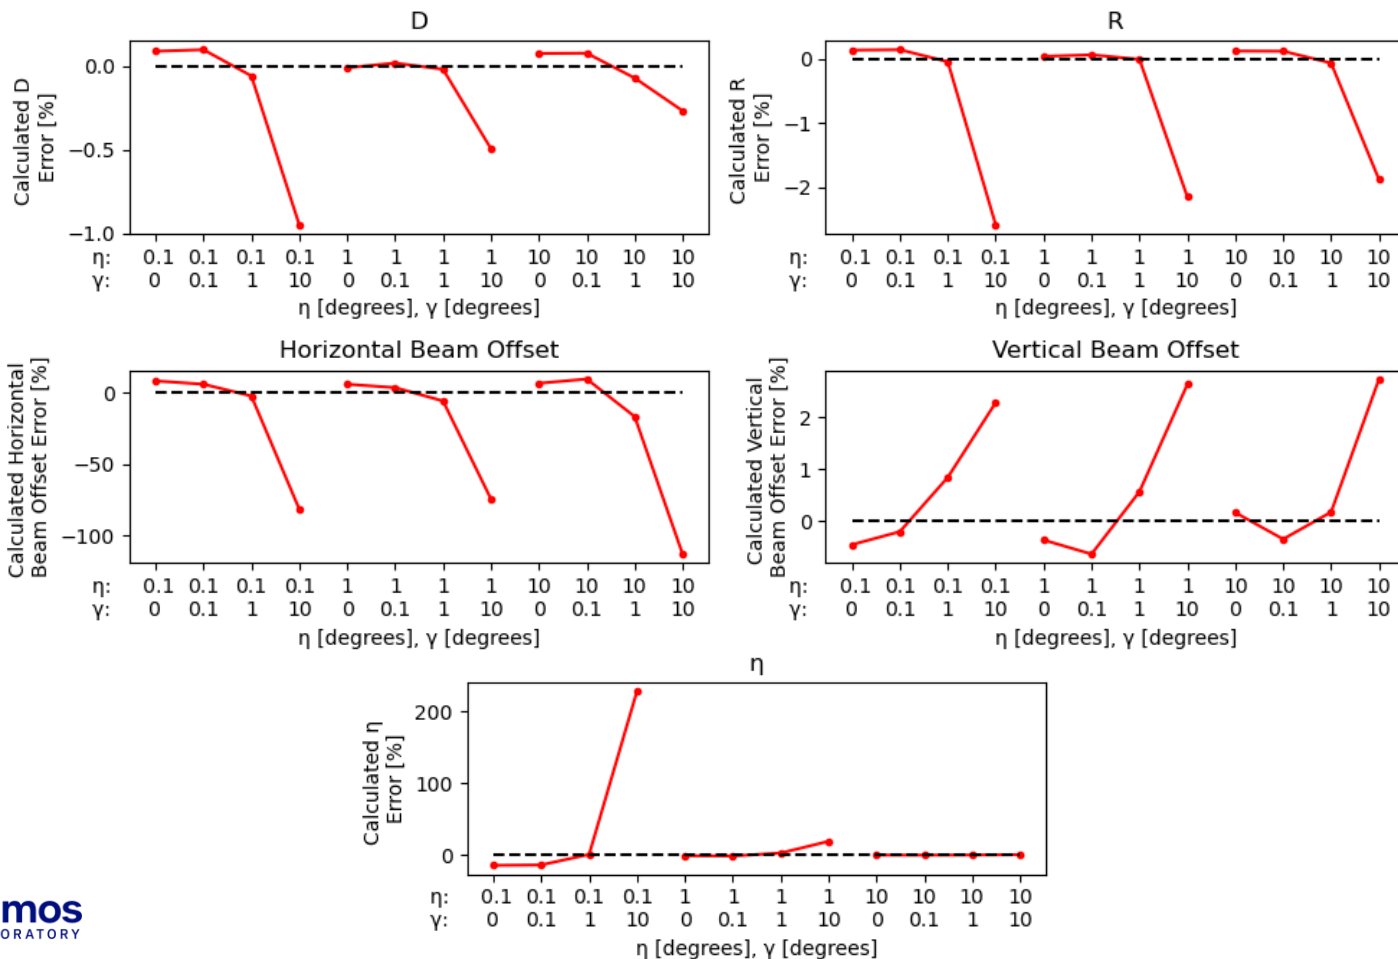 D
Calculated D
Error [%]
0.0
−0.5
−1.0
η: 0.1 0.1 0.1 0.1 1 1 1 1 10 10 10 10
γ: 0 0.1 1 10 0 0.1 1 10 0 0.1 1 10
η [degrees], γ [degrees]
R
Calculated R
Error [%]
0
−1
−2
η: 0.1 0.1 0.1 0.1 1 1 1 1 10 10 10 10
γ: 0 0.1 1 10 0 0.1 1 10 0 0.1 1 10
η [degrees], γ [degrees]
Horizontal Beam Offset
Calculated Horizontal
Beam Offset Error [%]
0
−50
−100
η: 0.1 0.1 0.1 0.1 1 1 1 1 10 10 10 10
γ: 0 0.1 1 10 0 0.1 1 10 0 0.1 1 10
η [degrees], γ [degrees]
Vertical Beam Offset
Calculated Vertical
Beam Offset Error [%]
2
1
0
η: 0.1 0.1 0.1 0.1 1 1 1 1 10 10 10 10
γ: 0 0.1 1 10 0 0.1 1 10 0 0.1 1 10
η [degrees], γ [degrees]
η
Calculated η
Error [%]
200
100
0
η: 0.1 0.1 0.1 0.1 1 1 1 1 10 10 10 10
γ: 0 0.1 1 10 0 0.1 1 10 0 0.1 1 10
η [degrees], γ [degrees]
mos
ORATORY